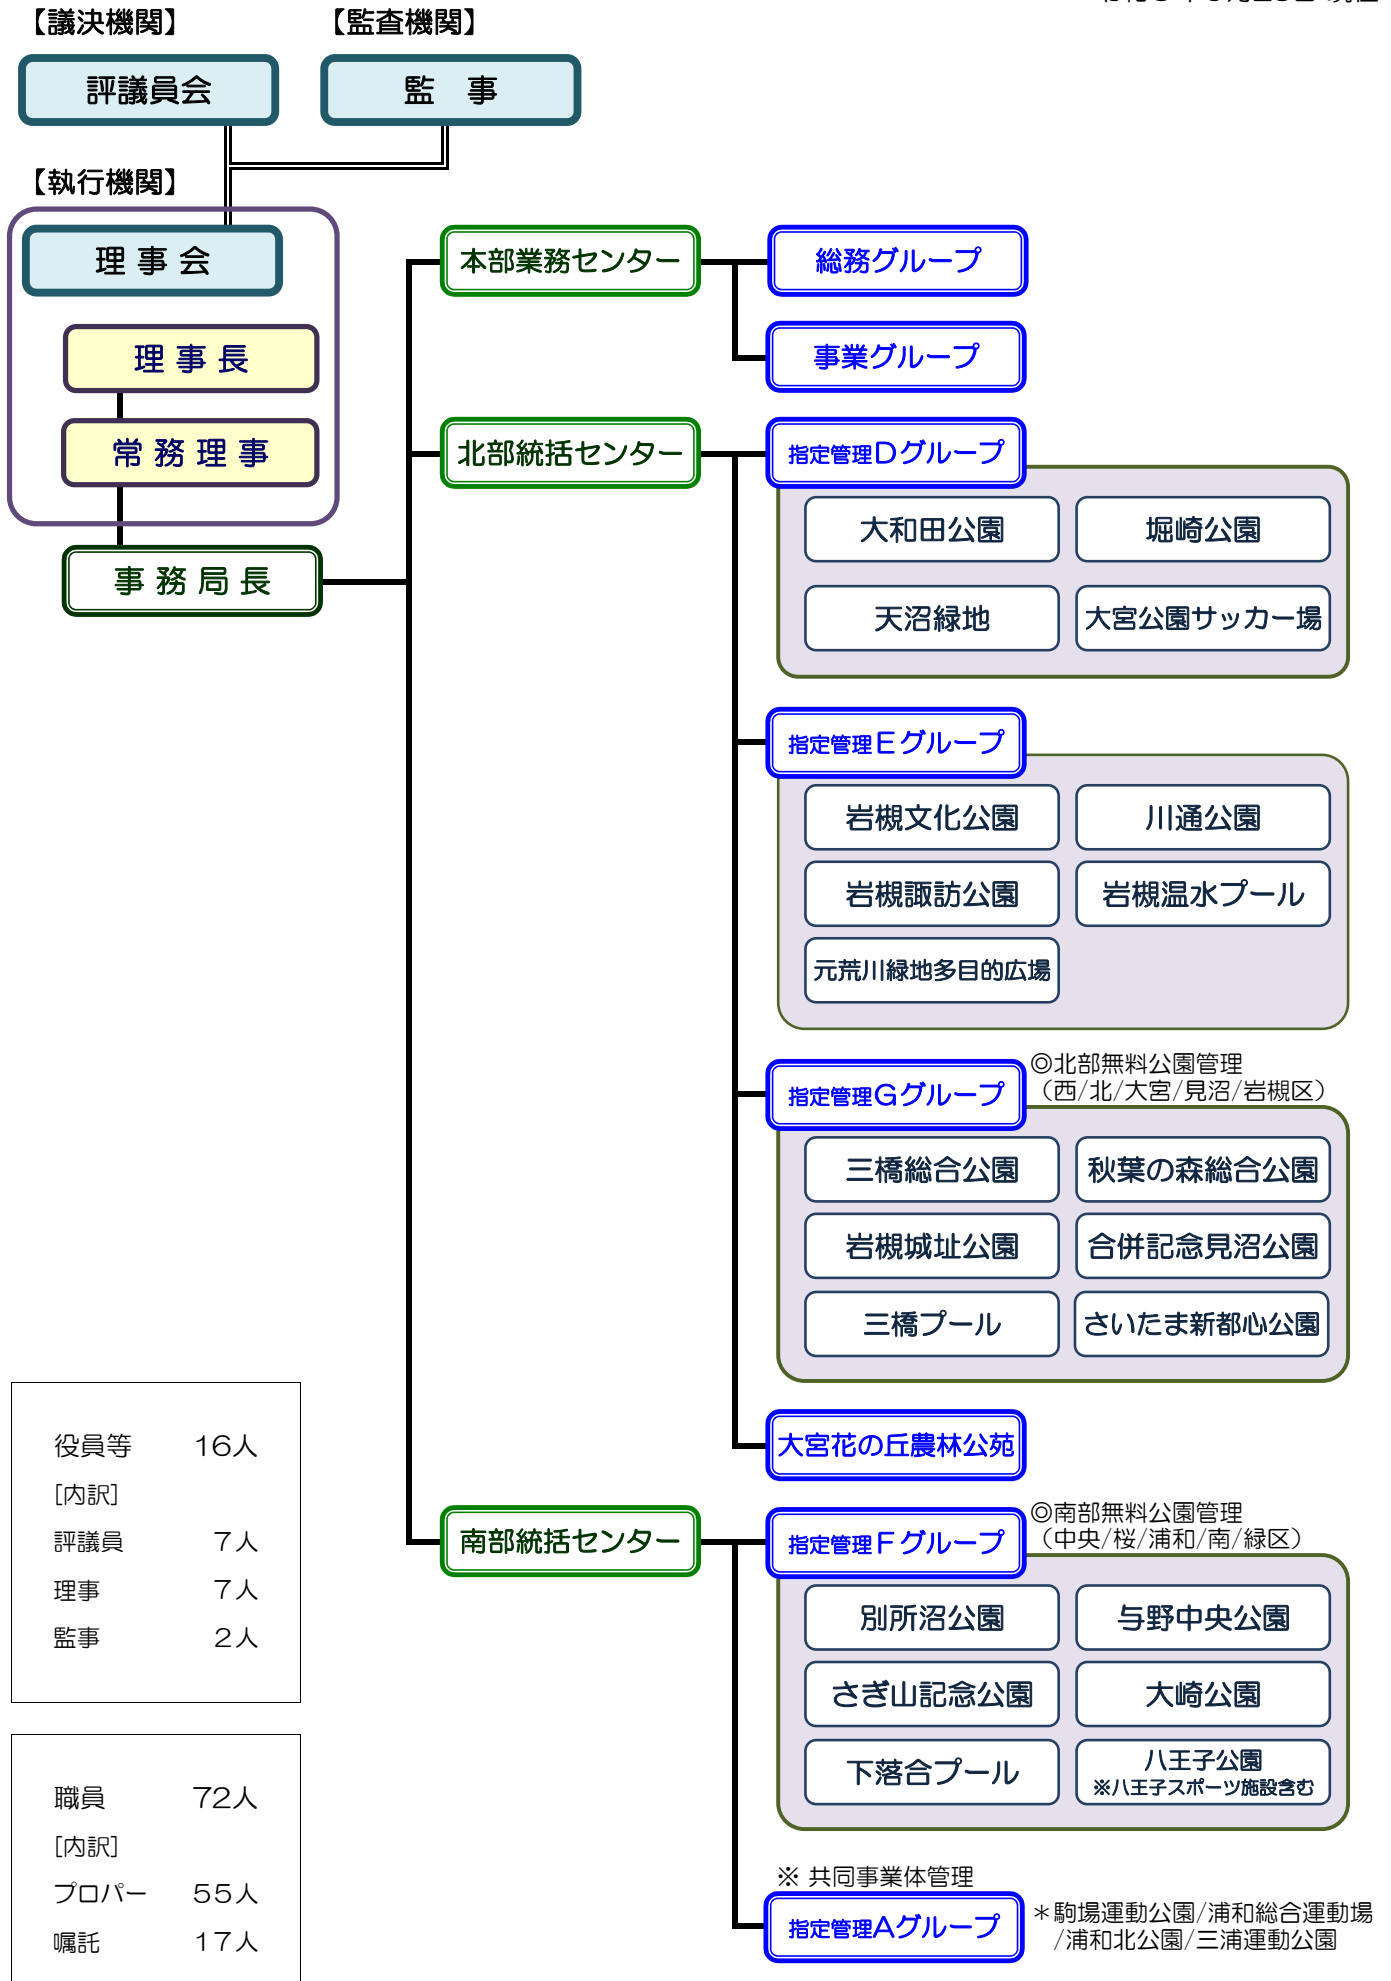 【議決機関】
【監査機関】
評議員会
監　事
【執行機関】
理 事 会
理 事 長
常 務 理 事
事 務 局 長
本部業務センター
総務グループ
事業グループ
北部統括センター
指定管理Ｄグループ
大和田公園
堀崎公園
天沼緑地
大宮公園サッカー場
指定管理Ｅグループ
岩槻文化公園
川通公園
岩槻諏訪公園
岩槻温水プール
元荒川緑地多目的広場
指定管理Ｇグループ
◎北部無料公園管理
（西/北/大宮/見沼/岩槻区）
三橋総合公園
秋葉の森総合公園
岩槻城址公園
合併記念見沼公園
三橋プール
さいたま新都心公園
大宮花の丘農林公苑
南部統括センター
指定管理Ｆグループ
◎南部無料公園管理
（中央/桜/浦和/南/緑区）
別所沼公園
与野中央公園
さぎ山記念公園
大崎公園
下落合プール
八王子公園
※八王子スポーツ施設含む
※ 共同事業体管理
指定管理Ａグループ
＊駒場運動公園/浦和総合運動場
/浦和北公園/三浦運動公園
役員等　16人
［内訳］
評議員　7人
理事　7人
監事　2人
職員　72人
［内訳］
プロパー　55人
嘱託　17人